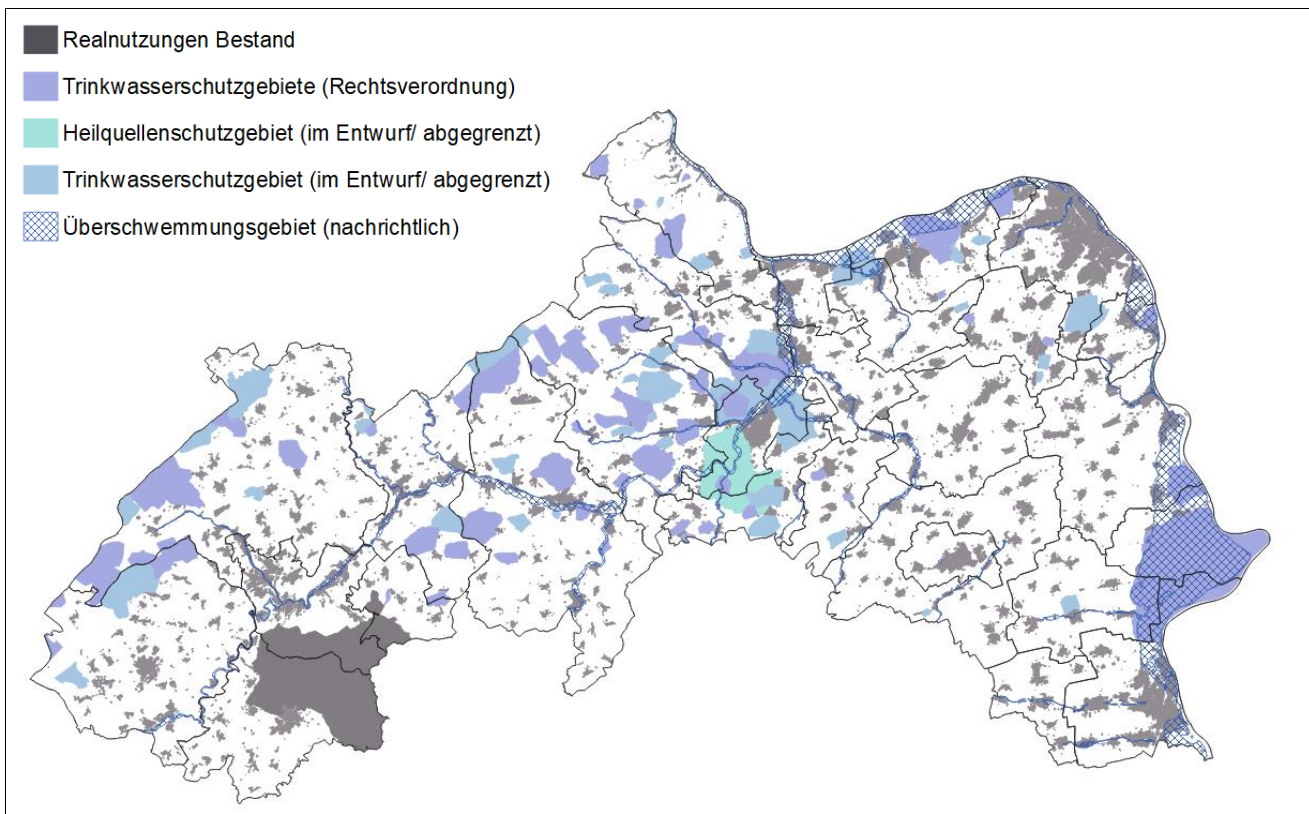 Realnutzungen Bestand
Trinkwasserschutzgebiete (Rechtsverordnung)
Heilquellenschutzgebiet (im Entwurf/ abgegrenzt)
Trinkwasserschutzgebiet (im Entwurf/ abgegrenzt)
Überschwemmungsgebiet (nachrichtlich)